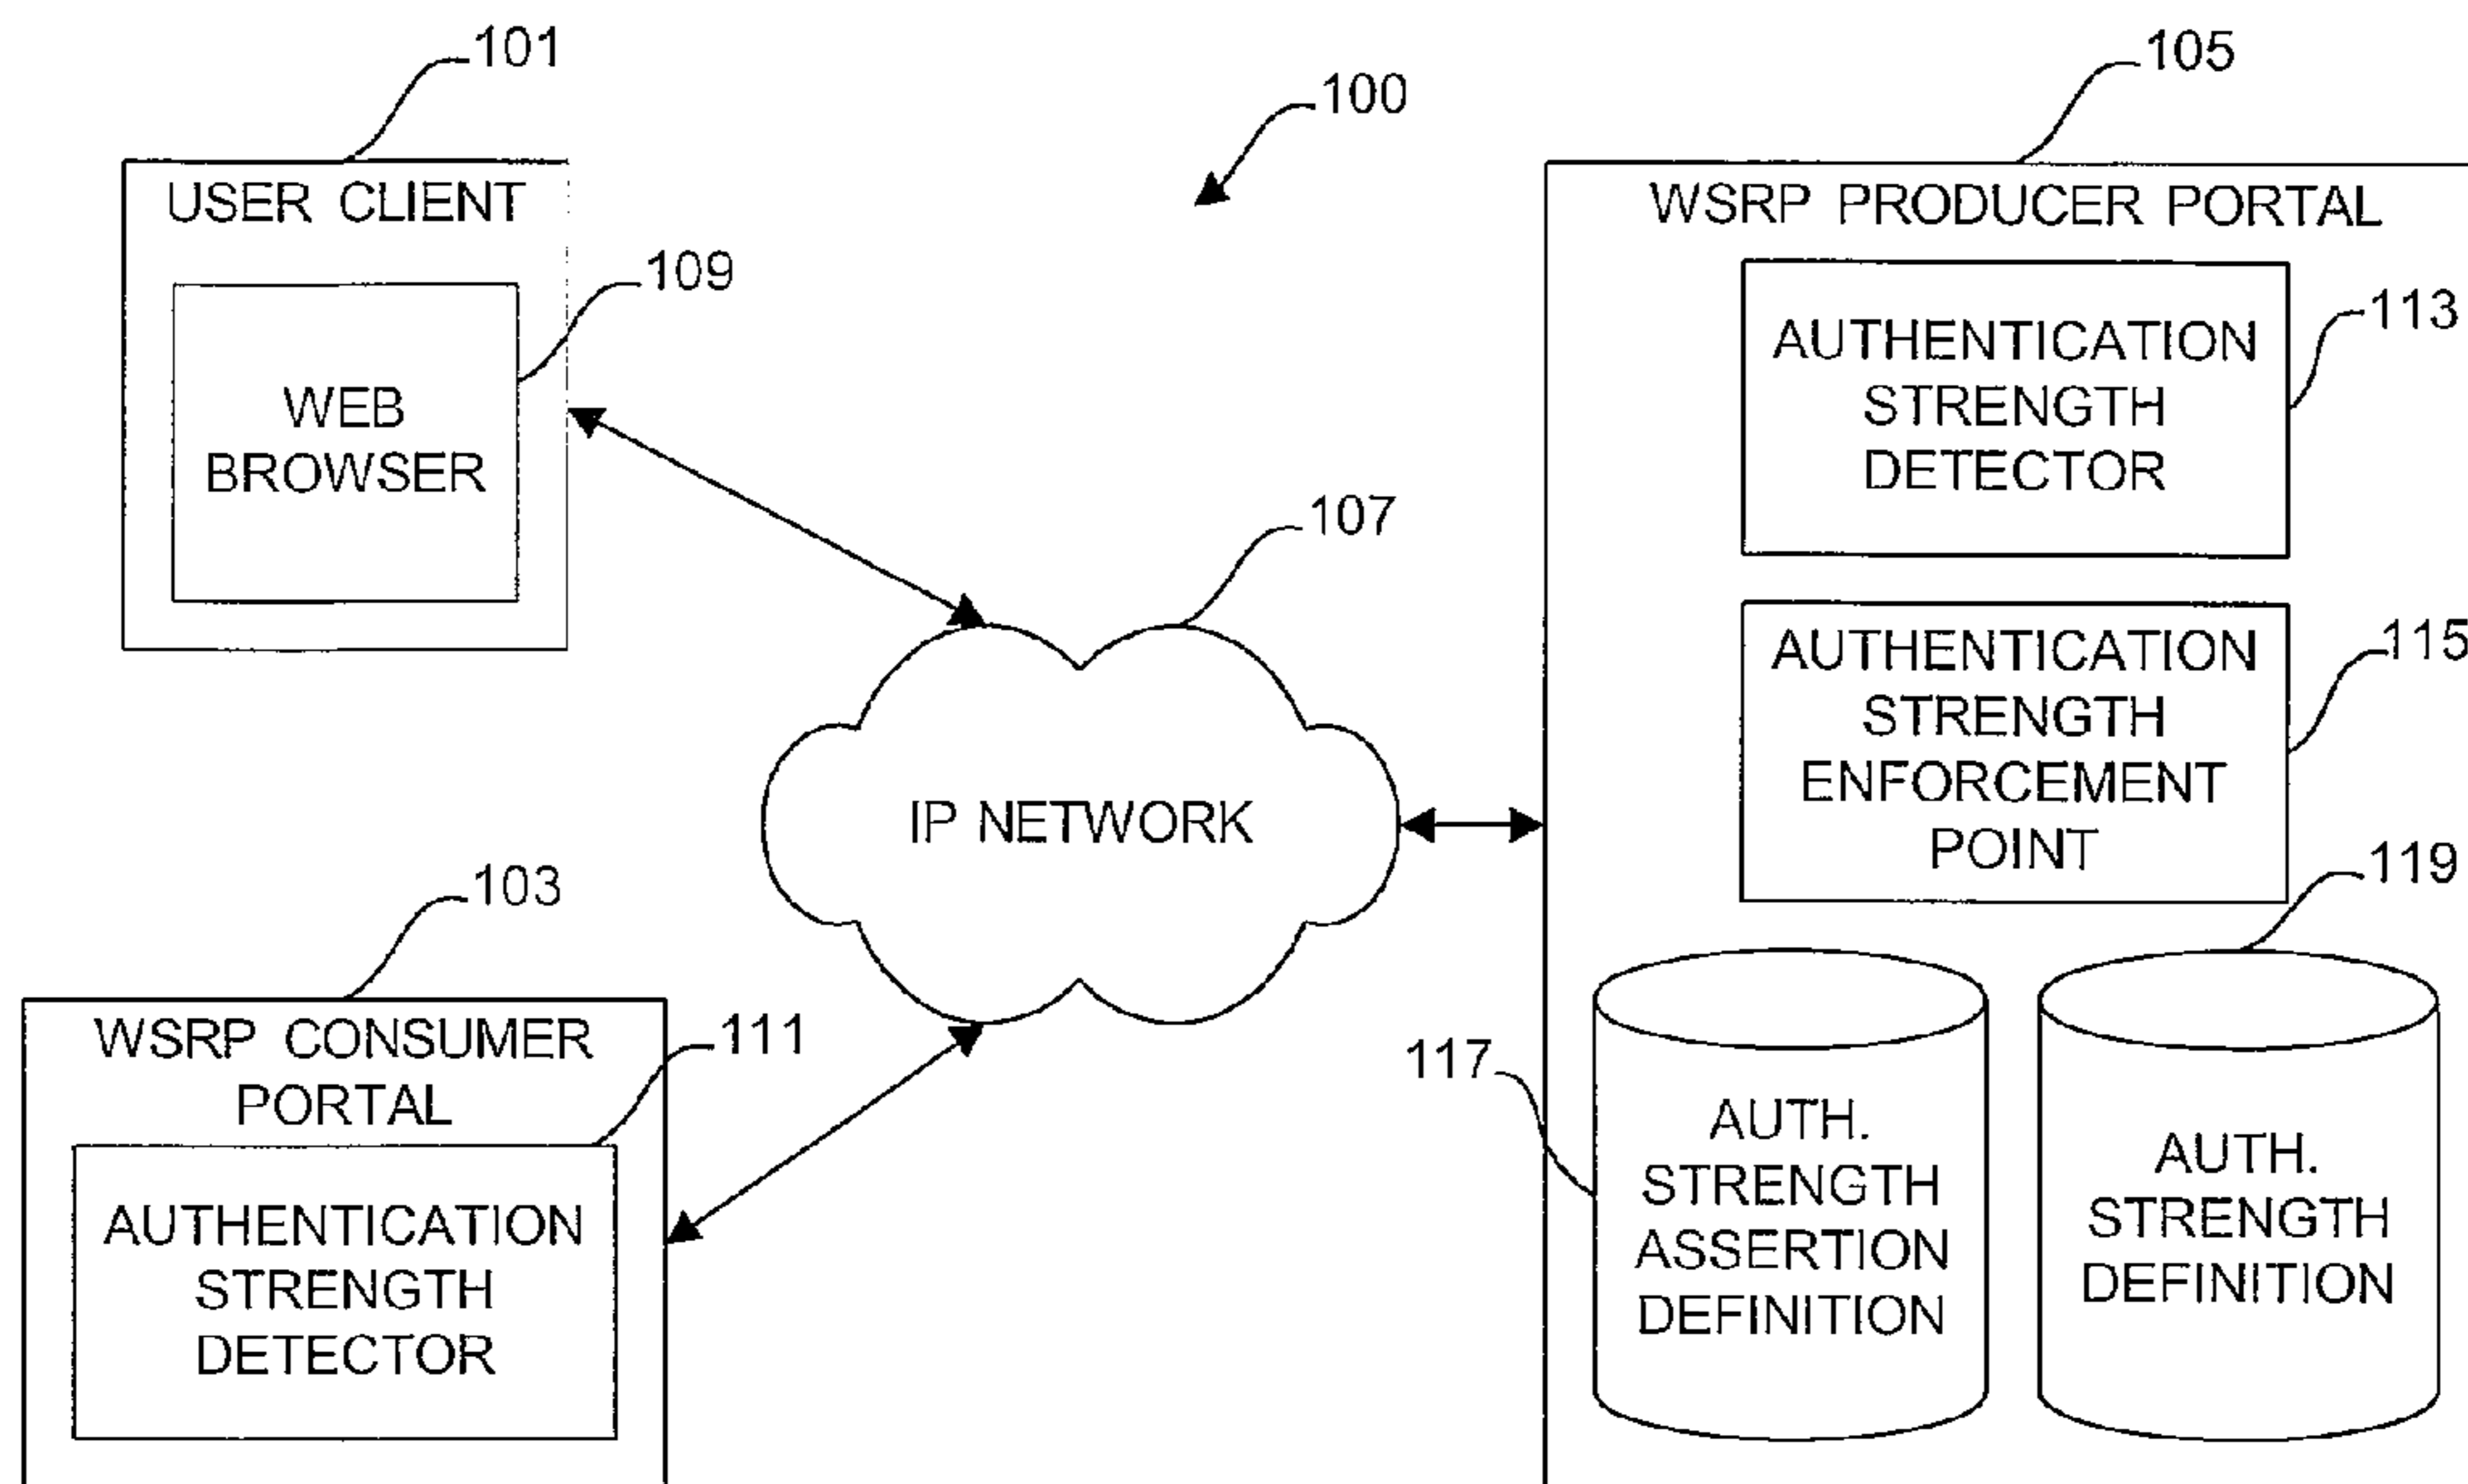 101
100
105
USER CLIENT
109
WEB
BROWSER
WSRP PRODUCER PORTAL
AUTHENTICATION
STRENGTH
DETECTOR
113
107
AUTHENTICATION
STRENGTH
ENFORCEMENT
POINT
115
IP NETWORK
119
103
WSRP CONSUMER
PORTAL
111
AUTHENTICATION
STRENGTH
DETECTOR
117
AUTH.
STRENGTH
ASSERTION
DEFINITION
AUTH.
STRENGTH
DEFINITION